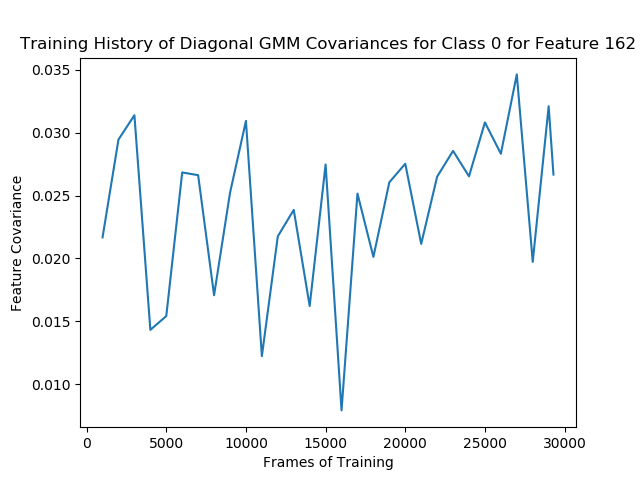 Training History of Diagonal GMM Covariances for Class 0 for Feature 162
0.035
0.030
0.025
0.020
0.015
0.010
Feature Covariance
0 5000 10000 15000 20000 25000 30000
Frames of Training